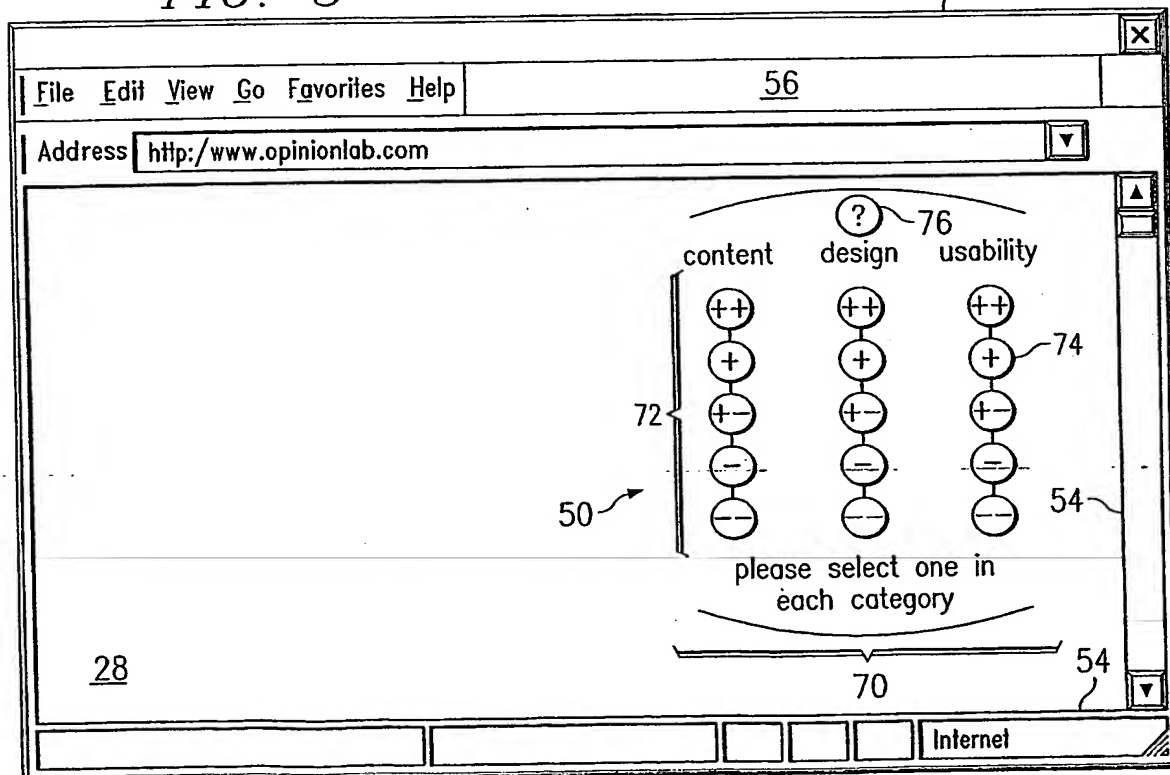 FIG.
×
File Edit View Go Favorites Help
56
Address http:/www.opinionlab.com
?
76
content design usability
++ ++ ++
+ + + 74
72 +− +− +−
− − −
50
54
−− −− −−
please select one in
each category
28
70
54
Internet